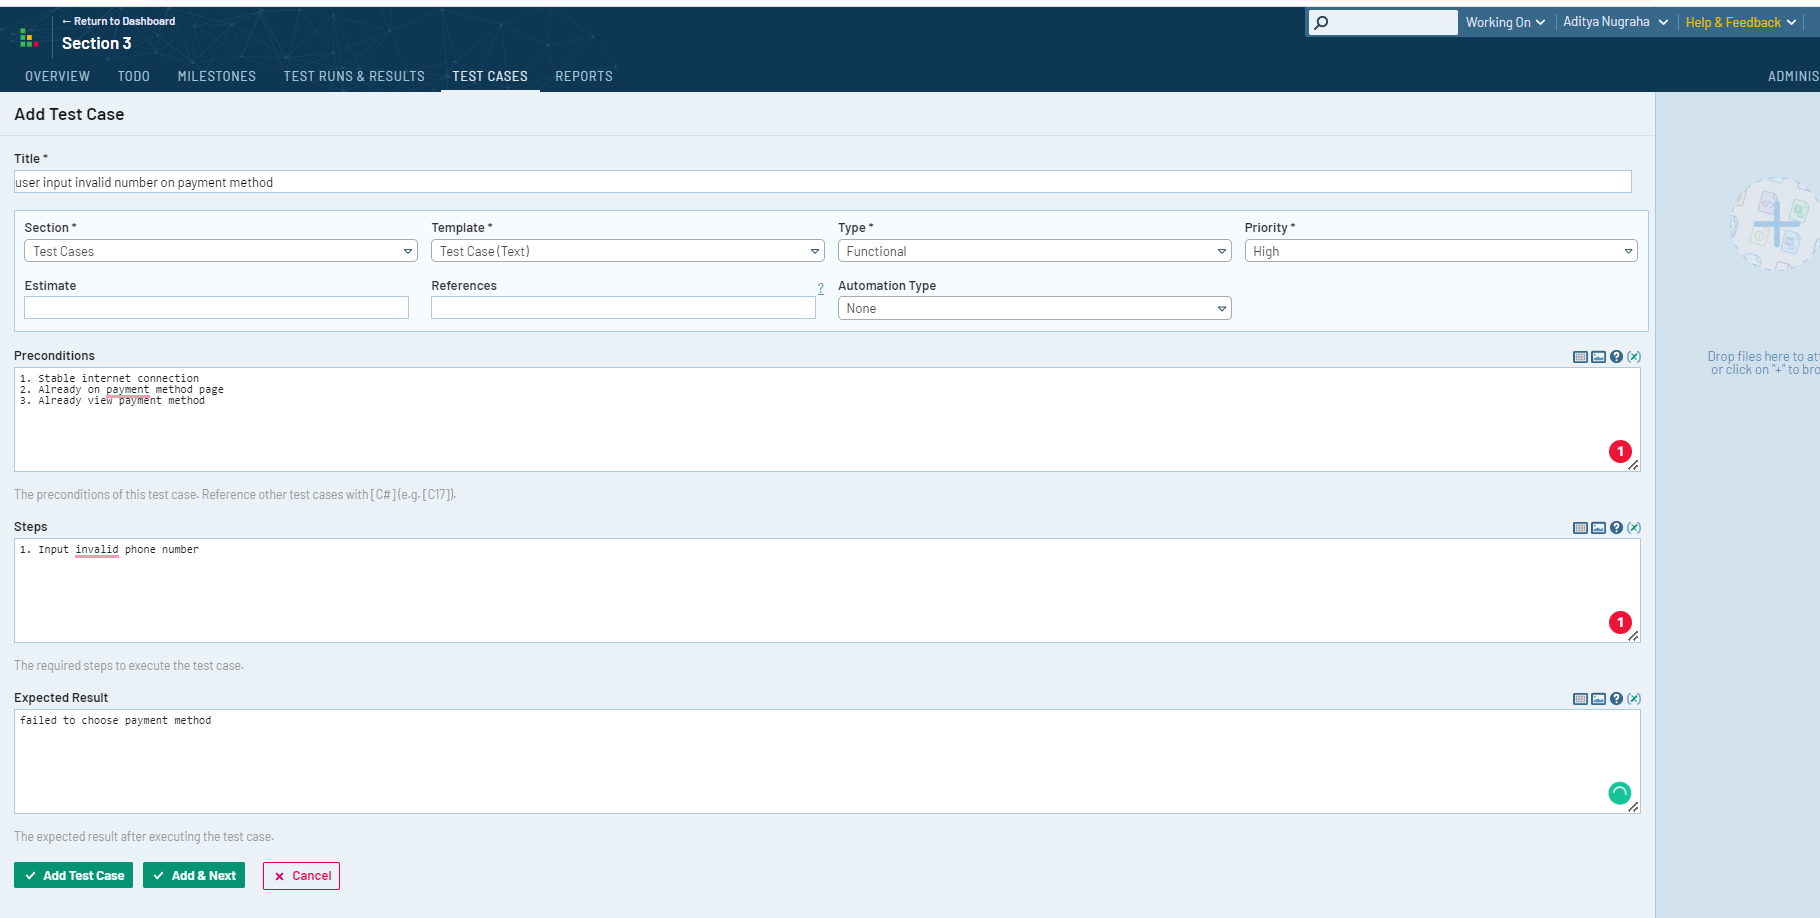 ← Return to Dashboard
Section 3
Working On
Aditya Nugraha
Help & Feedback
OVERVIEW
TODO
MILESTONES
TEST RUNS & RESULTS
TEST CASES
REPORTS
ADMINIS
Add Test Case
Title *
user input invalid number on payment method
Section *
Template *
Type *
Priority *
Test Cases
Test Case (Text)
Functional
High
Estimate
References
?
Automation Type
None
Preconditions
1. Stable internet connection
2. Already on payment method page
3. Already view payment method
1
The preconditions of this test case. Reference other test cases with [C#] (e.g. [C17]).
Steps
1. Input invalid phone number
1
The required steps to execute the test case.
Expected Result
failed to choose payment method
The expected result after executing the test case.
Add Test Case
Add & Next
Cancel
Drop files here to att
or click on "+" to bro